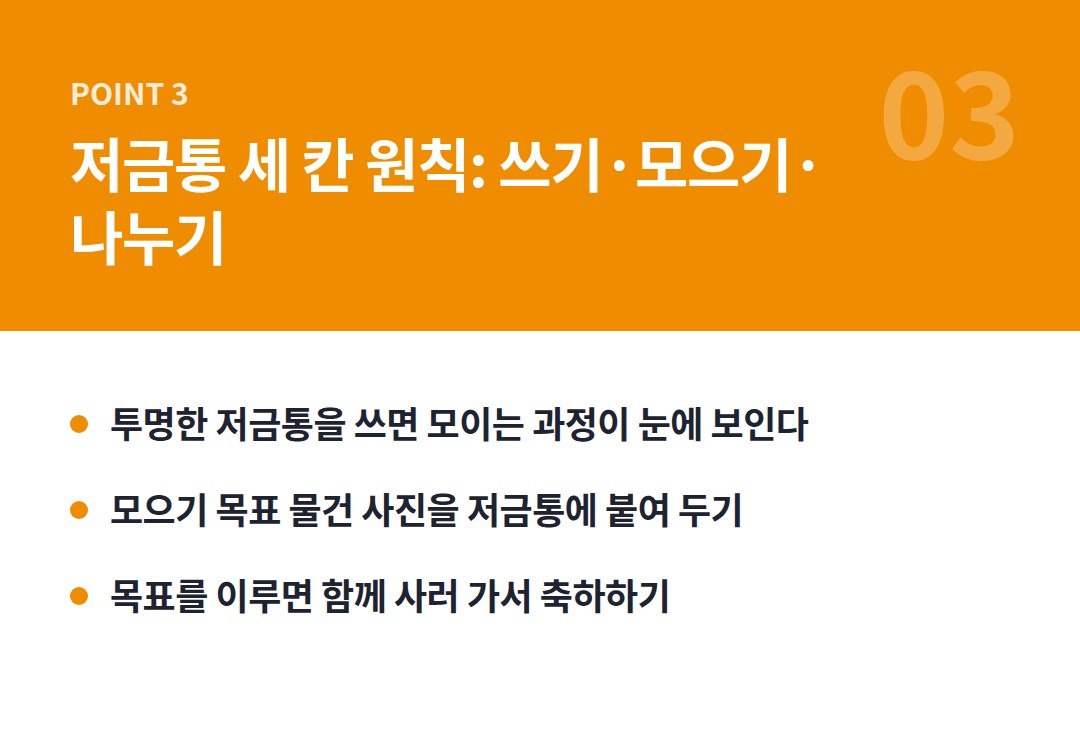 POINT 3
03
저금통 세 칸 원칙: 쓰기·모으기·
나누기
투명한 저금통을 쓰면 모이는 과정이 눈에 보인다
모으기 목표 물건 사진을 저금통에 붙여 두기
목표를 이루면 함께 사러 가서 축하하기